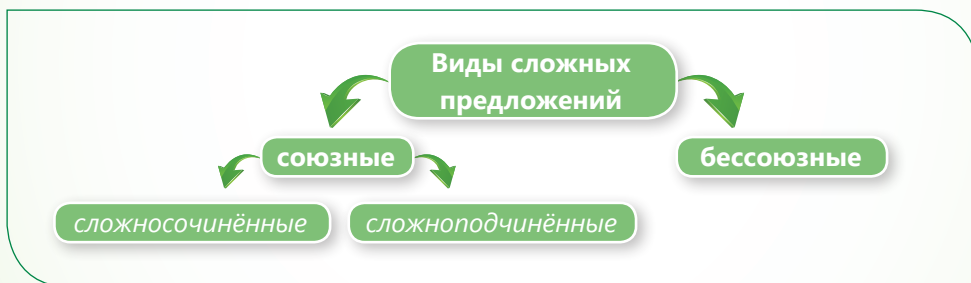 Виды сложных
предложений
союзные
бессоюзные
сложносочинённые
сложноподчинённые